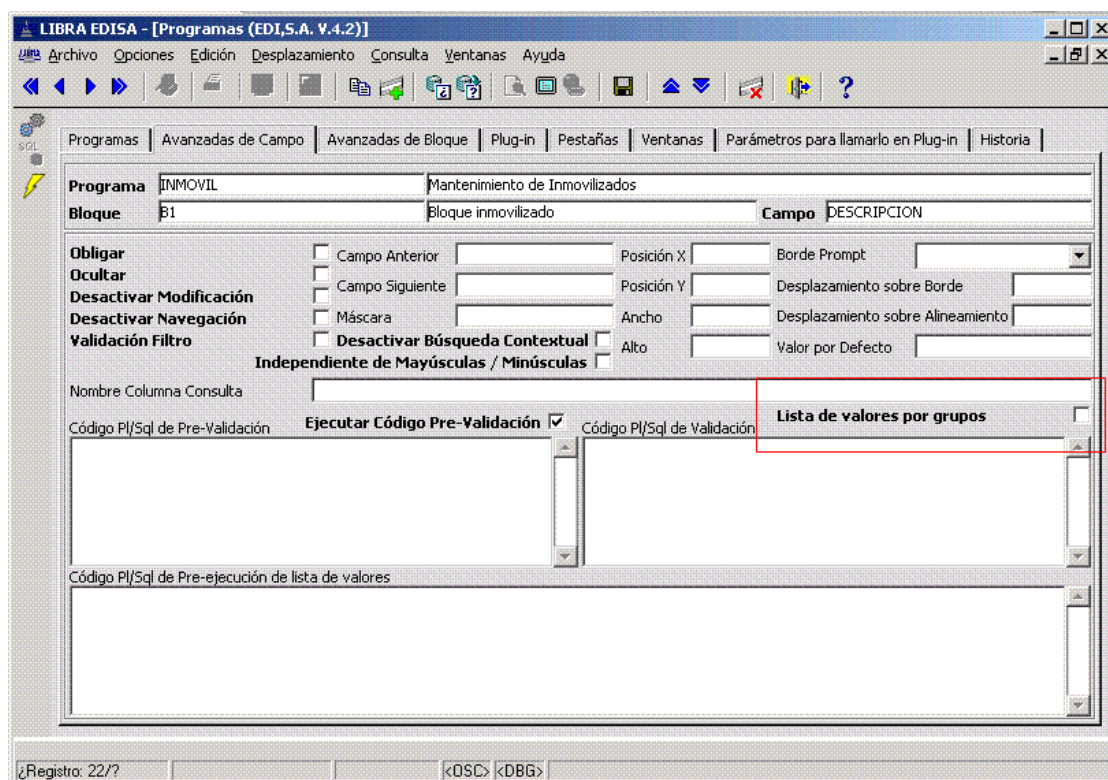 LIBRA EDISA - [Programas (EDI,S.A. V.4.2)]
Archivo Opciones Edición Desplazamiento Consulta Ventanas Ayuda
SQL
Programas Avanzadas de Campo Avanzadas de Bloque Plug-in Pestañas Ventanas Parámetros para llamarlo en Plug-in Historia
Programa INMOVIL Mantenimiento de Inmovilizados
Bloque B1 Bloque inmovilizado Campo DESCRIPCION
Obligar Campo Anterior Posición X Borde Prompt
Ocultar
Campo Siguiente Posición Y Desplazamiento sobre Borde
Desactivar Modificación
Desactivar Navegación Máscara Ancho Desplazamiento sobre Alineamiento
Validación Filtro Desactivar Búsqueda Contextual Alto Valor por Defecto
Independiente de Mayúsculas / Minúsculas
Nombre Columna Consulta
Lista de valores por grupos
Código Pl/Sql de Pre-Validación Ejecutar Código Pre-Validación Código Pl/Sql de Validación
Código Pl/Sql de Pre-ejecución de lista de valores
¿Registro: 22/? <OSC> <DBG>